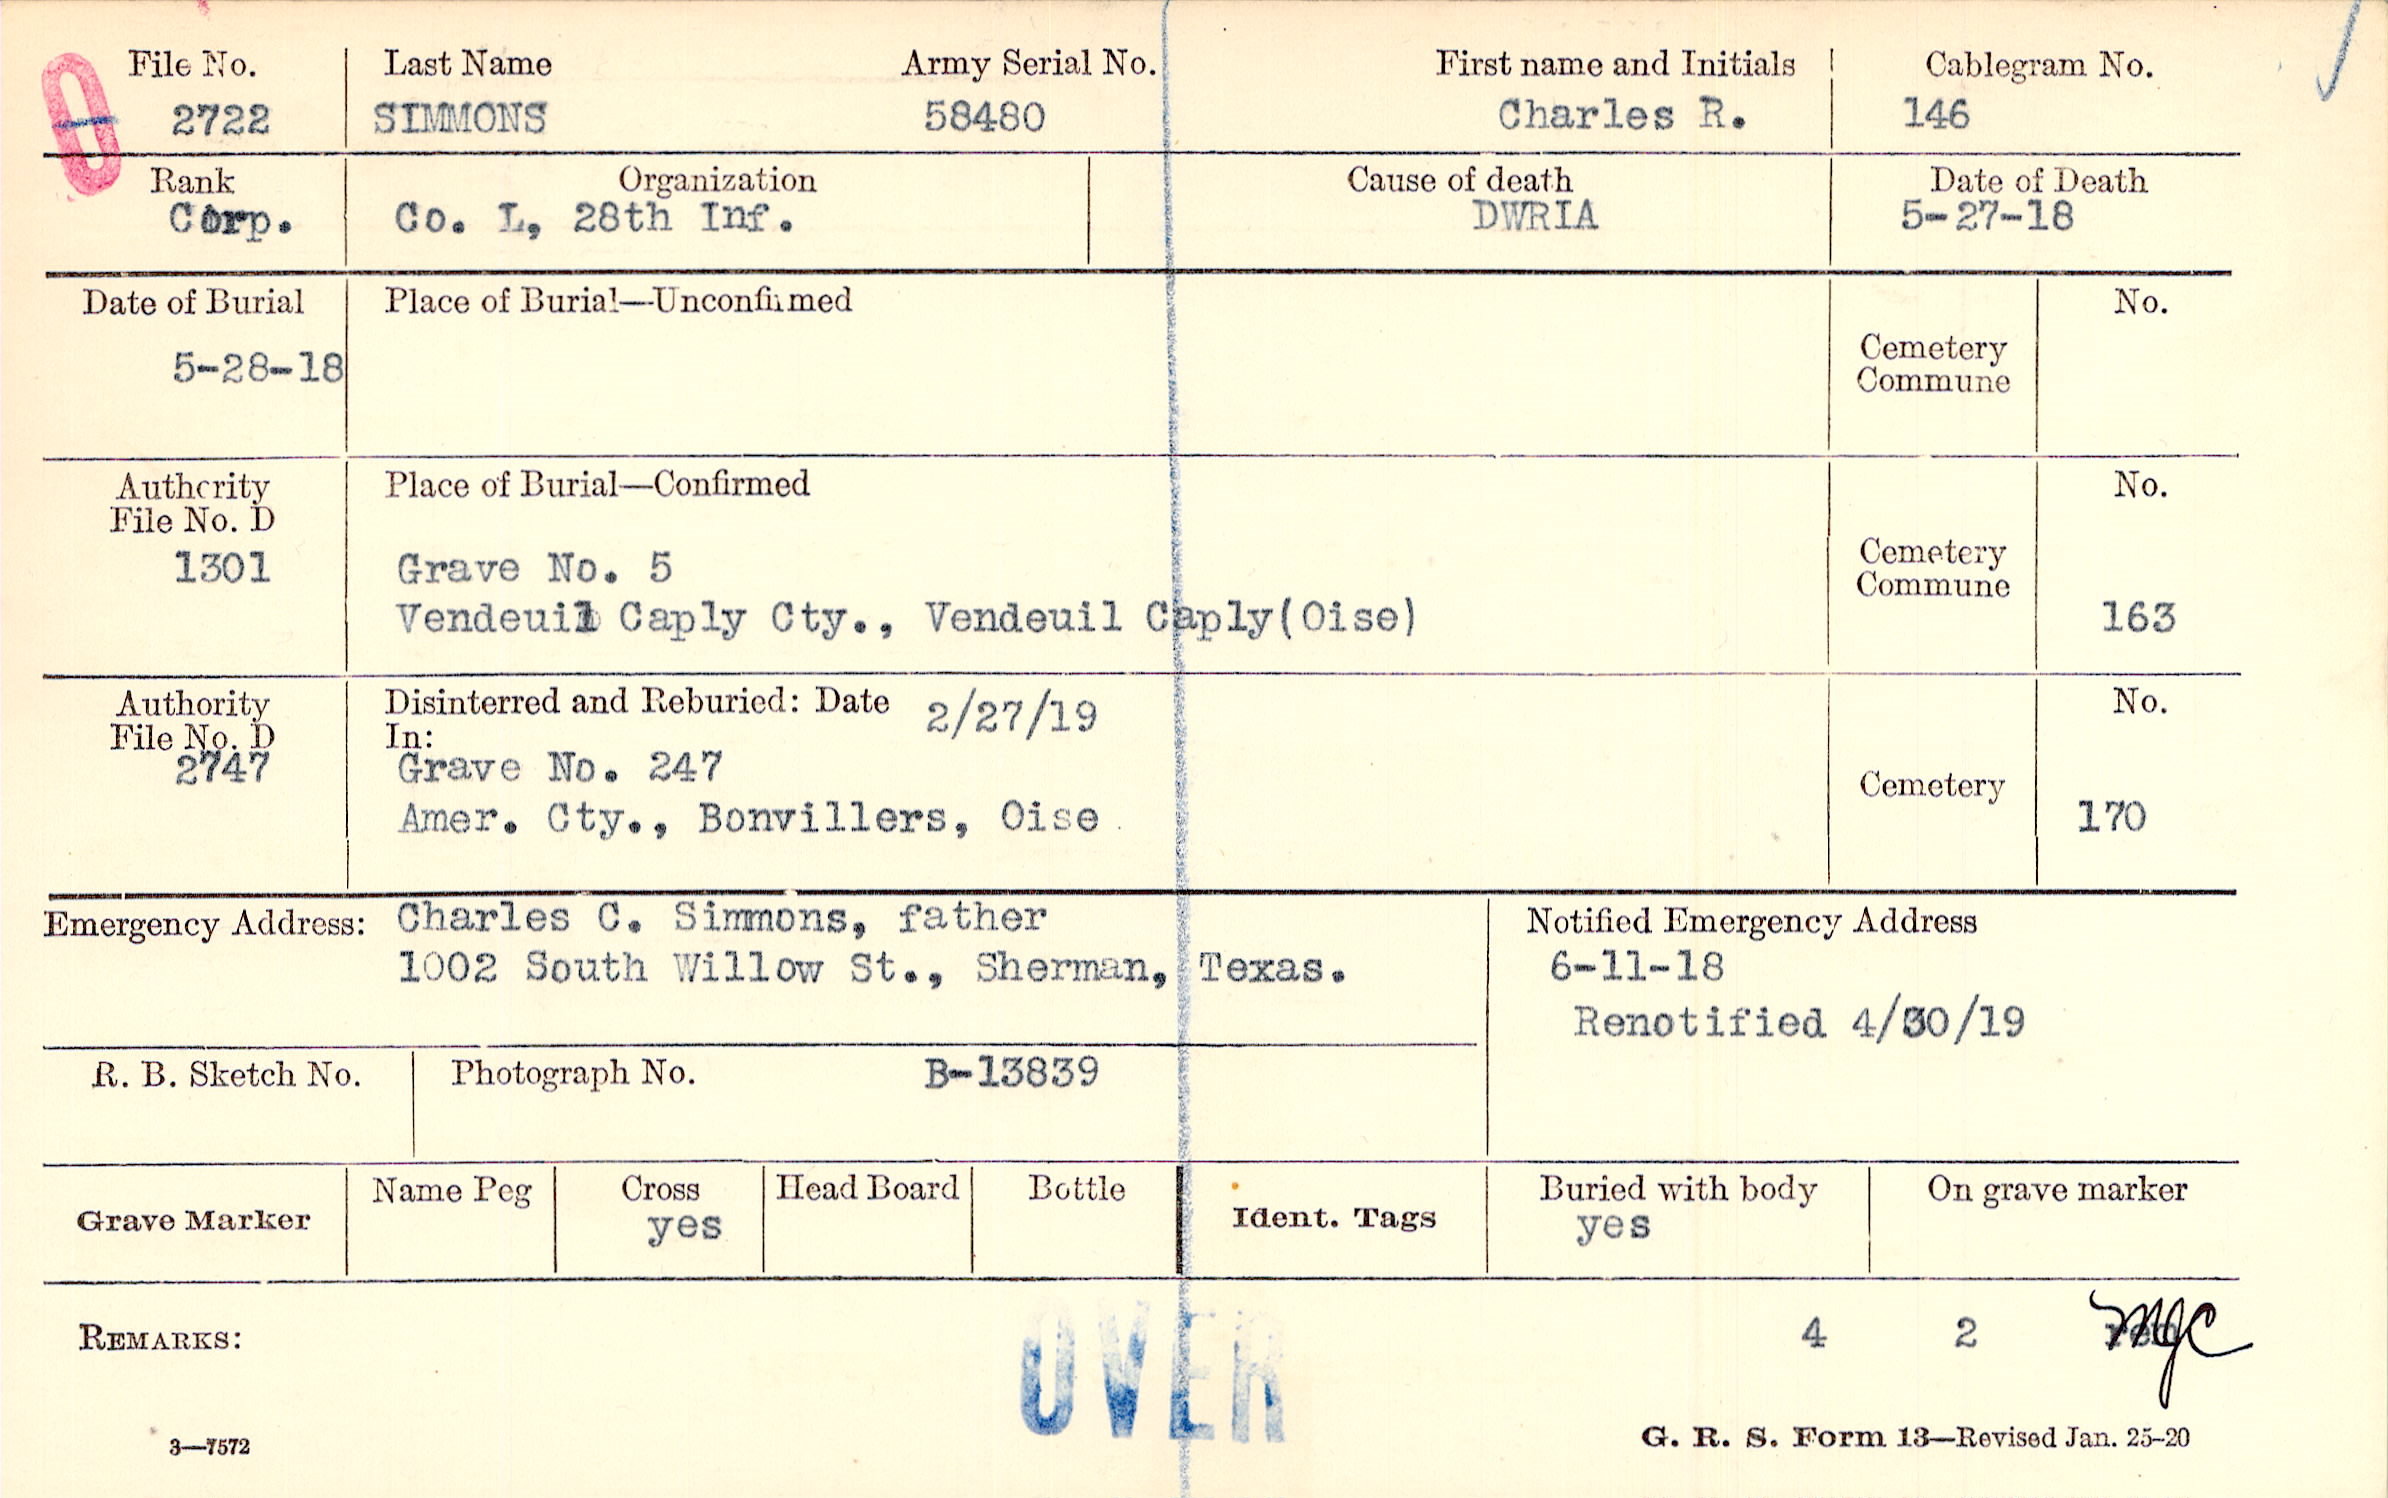 File No. Last Name Army Serial No. First name and Initials Cablegram No.
2722 SIMMONS 58480 Charles R. 146
Rank Organization Cause of death Date of Death
Corp. Co. L, 28th Inf. DWRIA 5-27-18
Date of Burial Place of Burial—Unconfirmed No.
5-28-18
Cemetery
Commune
Authority Place of Burial—Confirmed No.
File No. D
1301 Grave No. 5
Cemetery
Commune
Vendeuil Caply Cty., Vendeuil Caply(Oise) 163
Authority Disinterred and Reburied: Date 2/27/19 No.
File No. D In:
2747 Grave No. 247
Cemetery
Amer. Cty., Bonvillers, Oise 170
Emergency Address: Charles C. Simmons, father Notified Emergency Address
1002 South Willow St., Sherman, Texas. 6-11-18
Renotified 4/30/19
R. B. Sketch No. Photograph No. B-13839
Grave Marker Name Peg Cross Head Board Bottle Ident. Tags Buried with body On grave marker
yes yes
REMARKS: 4 2 MJC
OVER
3—7572 G. R. S. Form 13—Revised Jan. 25-20